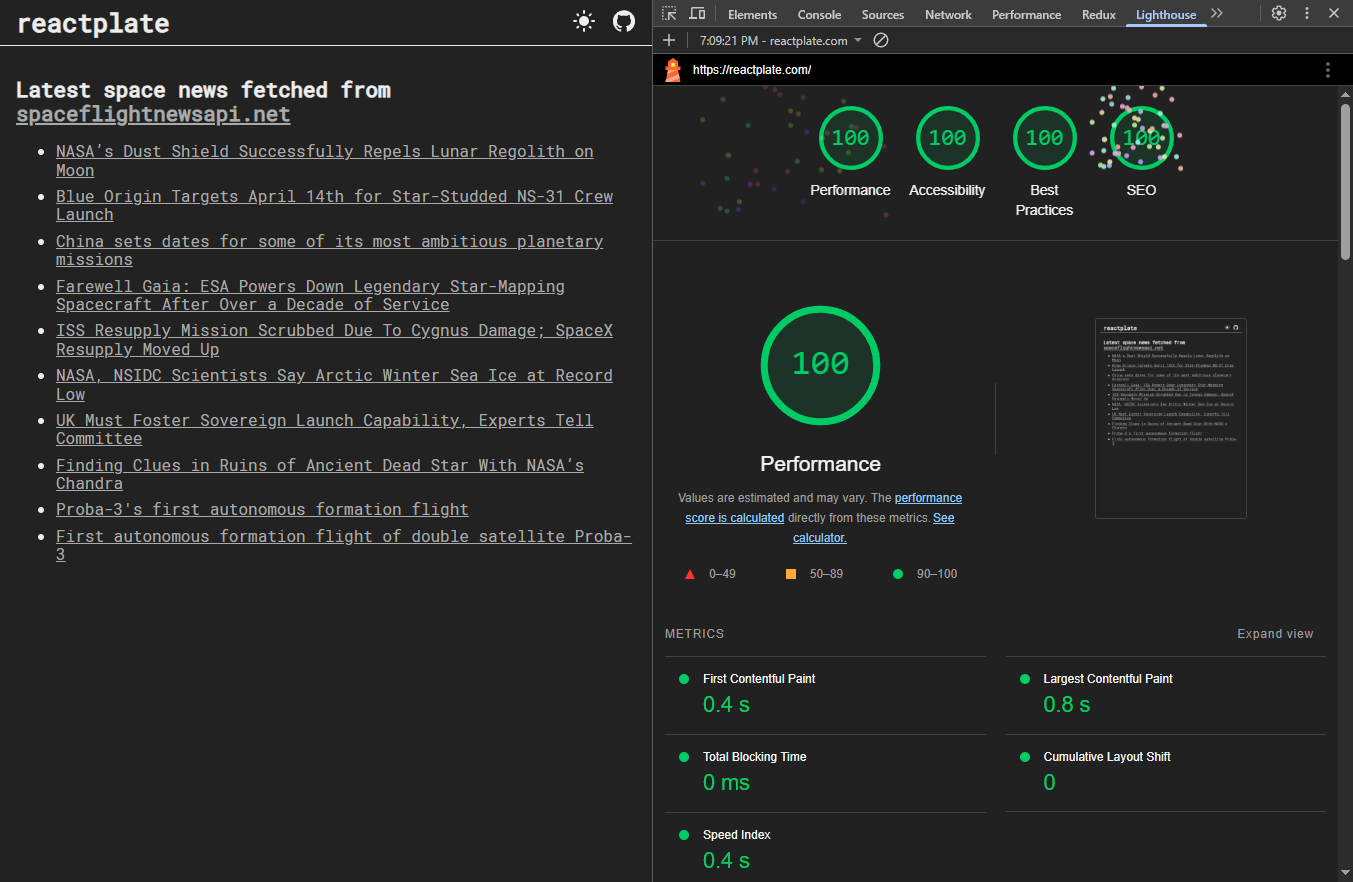 reactplate
Latest space news fetched from
spaceflightnewsapi.net
NASA’s Dust Shield Successfully Repels Lunar Regolith on
Moon
Blue Origin Targets April 14th for Star-Studded NS-31 Crew
Launch
China sets dates for some of its most ambitious planetary
missions
Farewell Gaia: ESA Powers Down Legendary Star-Mapping
Spacecraft After Over a Decade of Service
ISS Resupply Mission Scrubbed Due To Cygnus Damage; SpaceX
Resupply Moved Up
NASA, NSIDC Scientists Say Arctic Winter Sea Ice at Record
Low
UK Must Foster Sovereign Launch Capability, Experts Tell
Committee
Finding Clues in Ruins of Ancient Dead Star With NASA’s
Chandra
Proba-3's first autonomous formation flight
First autonomous formation flight of double satellite Proba-
3
Elements Console Sources Network Performance Redux Lighthouse
7:09:21 PM - reactplate.com
https://reactplate.com/
100 100 100 100
Performance Accessibility Best SEO
Practices
100
Performance
Values are estimated and may vary. The performance
score is calculated directly from these metrics. See
calculator.
0–49 50–89 90–100
reactplate
Latest space news fetched from
spaceflightnewsapi.net
METRICS Expand view
First Contentful Paint
0.4 s
Largest Contentful Paint
0.8 s
Total Blocking Time
0 ms
Cumulative Layout Shift
0
Speed Index
0.4 s